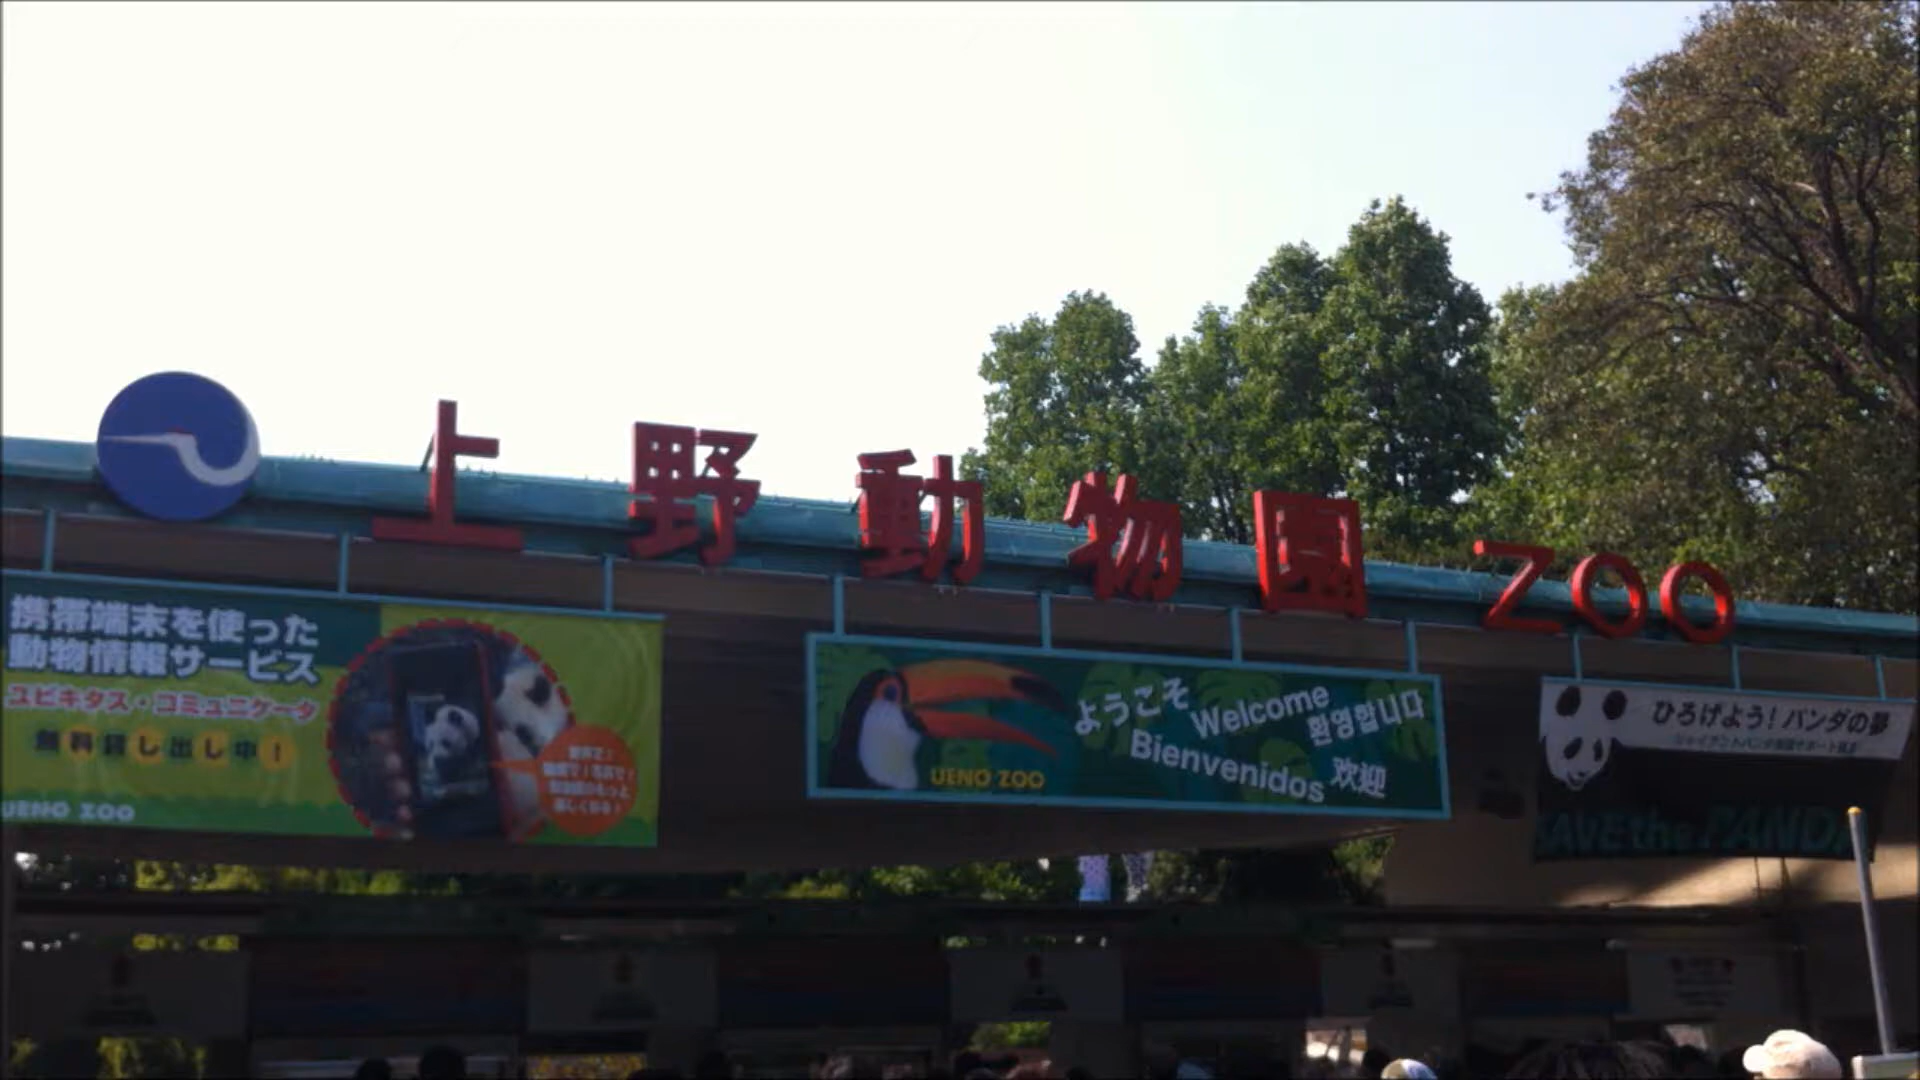 上野動物園 ZOO
携帯端末を使った
動物情報サービス
ユビキタス・コミュニケータ
無料貸し出し中!
UENO ZOO
UENO ZOO
ようこそ
Welcome
환영합니다
Bienvenidos
欢迎
ひろげよう!パンダの夢
SAVE the PANDA